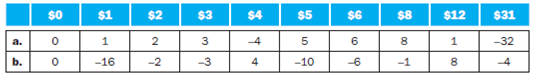 $0 $1 $2 $3 $4 $5 $6 $8 $12 $31
a. 0 1 2 3 –4 5 6 8 1 –32
b. 0 –16 –2 –3 4 –10 –6 –1 8 –4